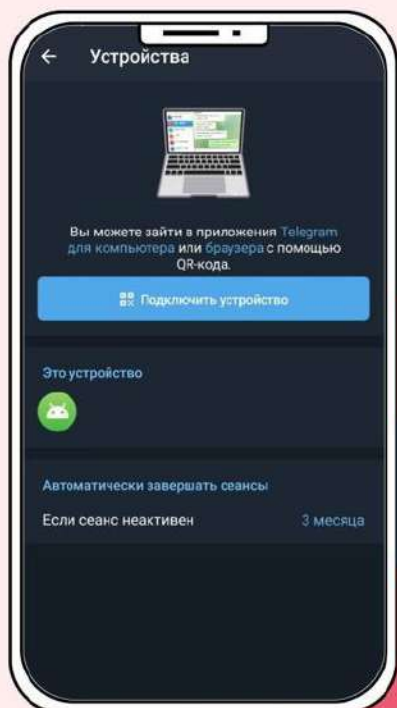 Устройства
Вы можете зайти в приложения Telegram
для компьютера или браузера с помощью
QR-кода.
Подключить устройство
Это устройство
Автоматически завершать сеансы
Если сеанс неактивен 3 месяца